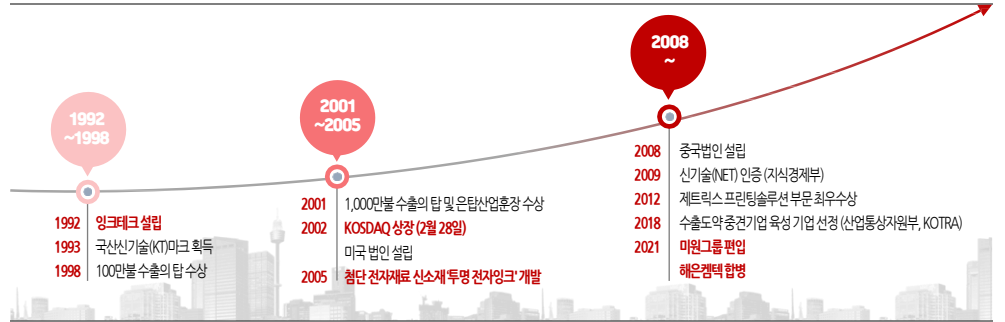 1992
~1998
1992 잉크테크 설립
1993 국산신기술(KT)마크 획득
1998 100만불 수출의 탑 수상
2001
~2005
2001 1,000만불 수출의 탑 및 은탑산업훈장 수상
2002 KOSDAQ 상장 (2월 28일)
미국 법인 설립
2005 첨단 전자재료 신소재 '투명 전자잉크' 개발
2008
~
2008 중국법인 설립
2009 신기술(NET) 인증 (지식경제부)
2012 제트릭스 프린팅솔루션 부문 최우수상
2018 수출도약 중견기업 육성 기업 선정 (산업통상자원부, KOTRA)
2021 미원그룹 편입
해은켐텍 합병